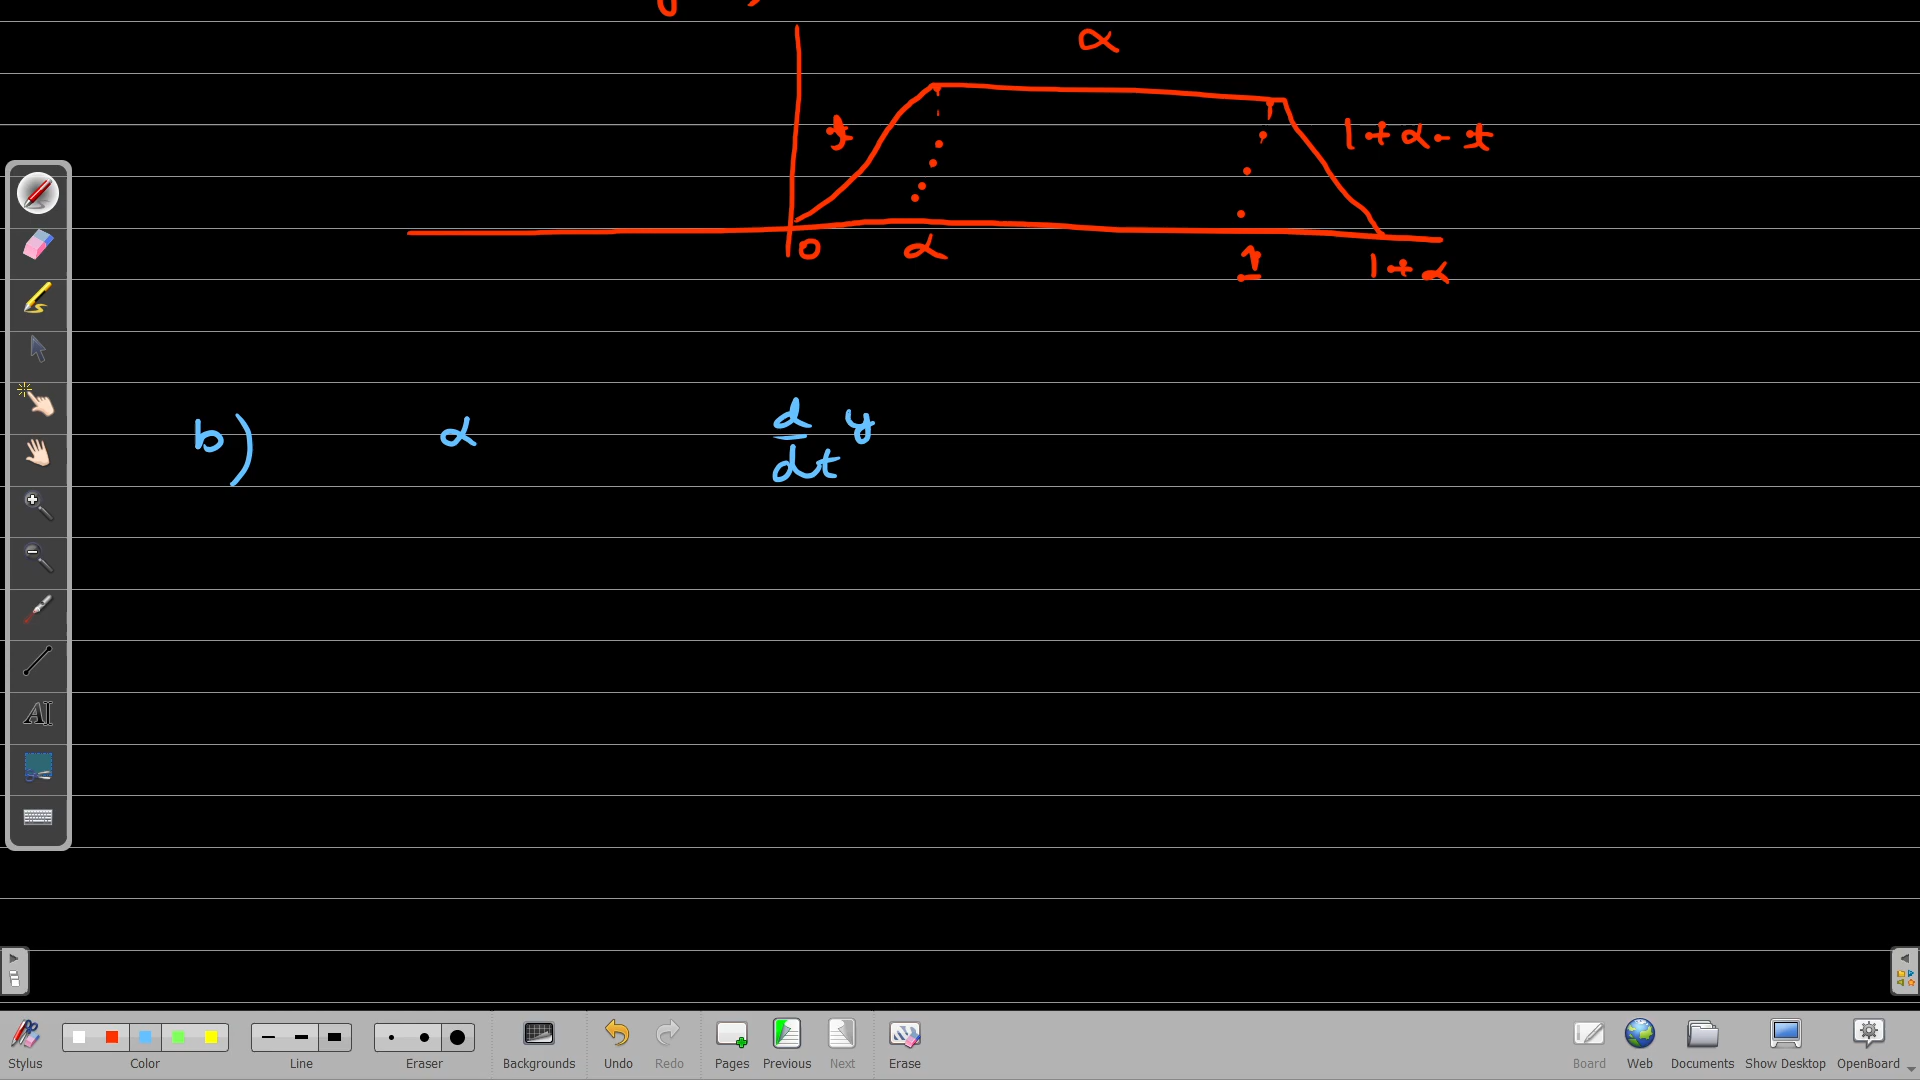 α
t
1 + α - t
0 α 1 1 + α
b) α d/dt y
Stylus Color Line Eraser Backgrounds Undo Redo Pages Previous Next Erase Board Web Documents Show Desktop OpenBoard